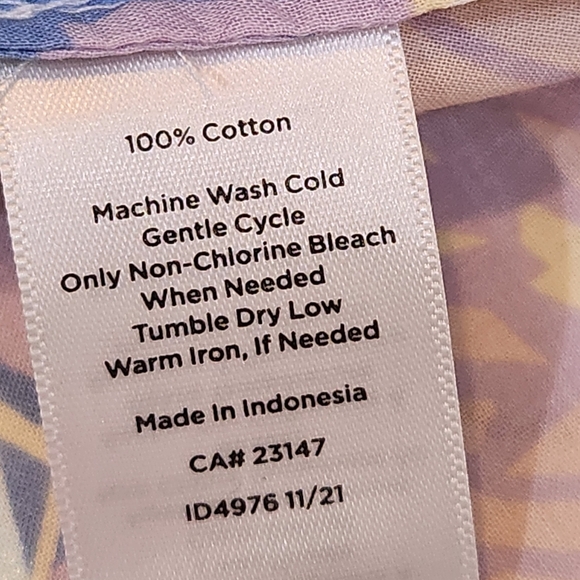 100% Cotton
Machine Wash Cold
Gentle Cycle
Only Non-Chlorine Bleach
When Needed
Tumble Dry Low
Warm Iron, If Needed
Made In Indonesia
CA# 23147
ID4976 11/21